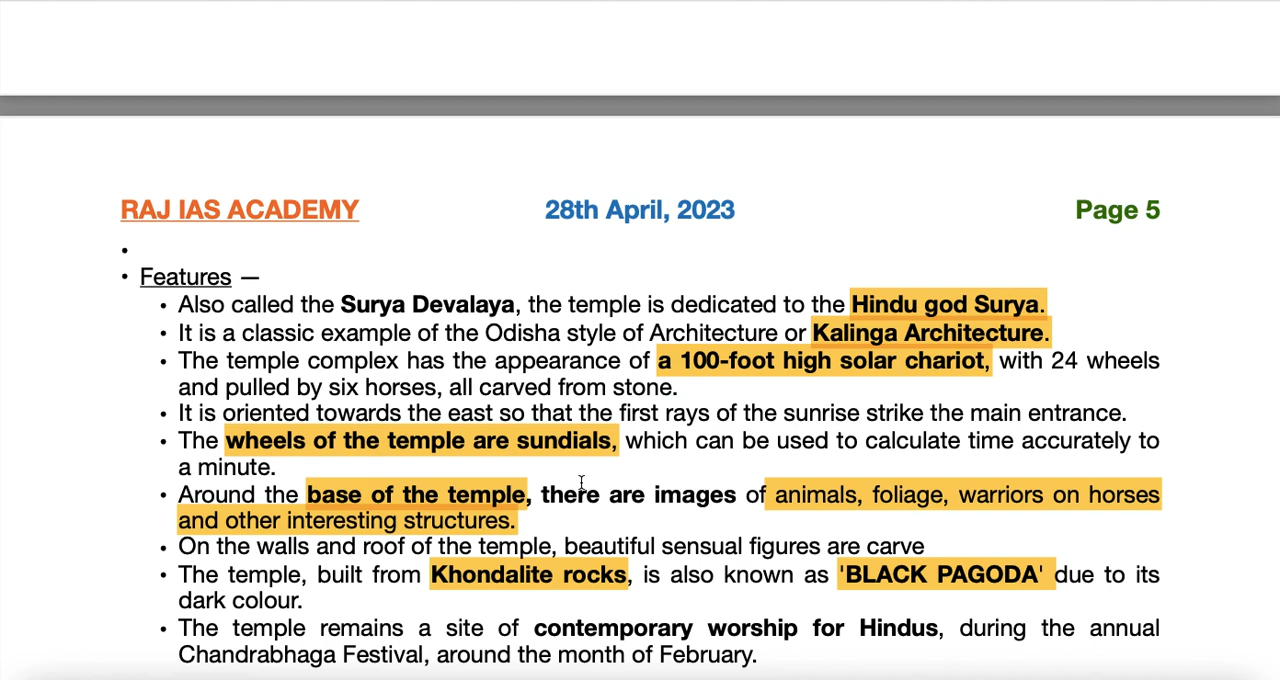 RAJ IAS ACADEMY 28th April, 2023 Page 5
•
• Features —
• Also called the Surya Devalaya, the temple is dedicated to the Hindu god Surya.
• It is a classic example of the Odisha style of Architecture or Kalinga Architecture.
• The temple complex has the appearance of a 100-foot high solar chariot, with 24 wheels
and pulled by six horses, all carved from stone.
• It is oriented towards the east so that the first rays of the sunrise strike the main entrance.
• The wheels of the temple are sundials, which can be used to calculate time accurately to
a minute.
• Around the base of the temple, there are images of animals, foliage, warriors on horses
and other interesting structures.
• On the walls and roof of the temple, beautiful sensual figures are carve
• The temple, built from Khondalite rocks, is also known as 'BLACK PAGODA' due to its
dark colour.
• The temple remains a site of contemporary worship for Hindus, during the annual
Chandrabhaga Festival, around the month of February.